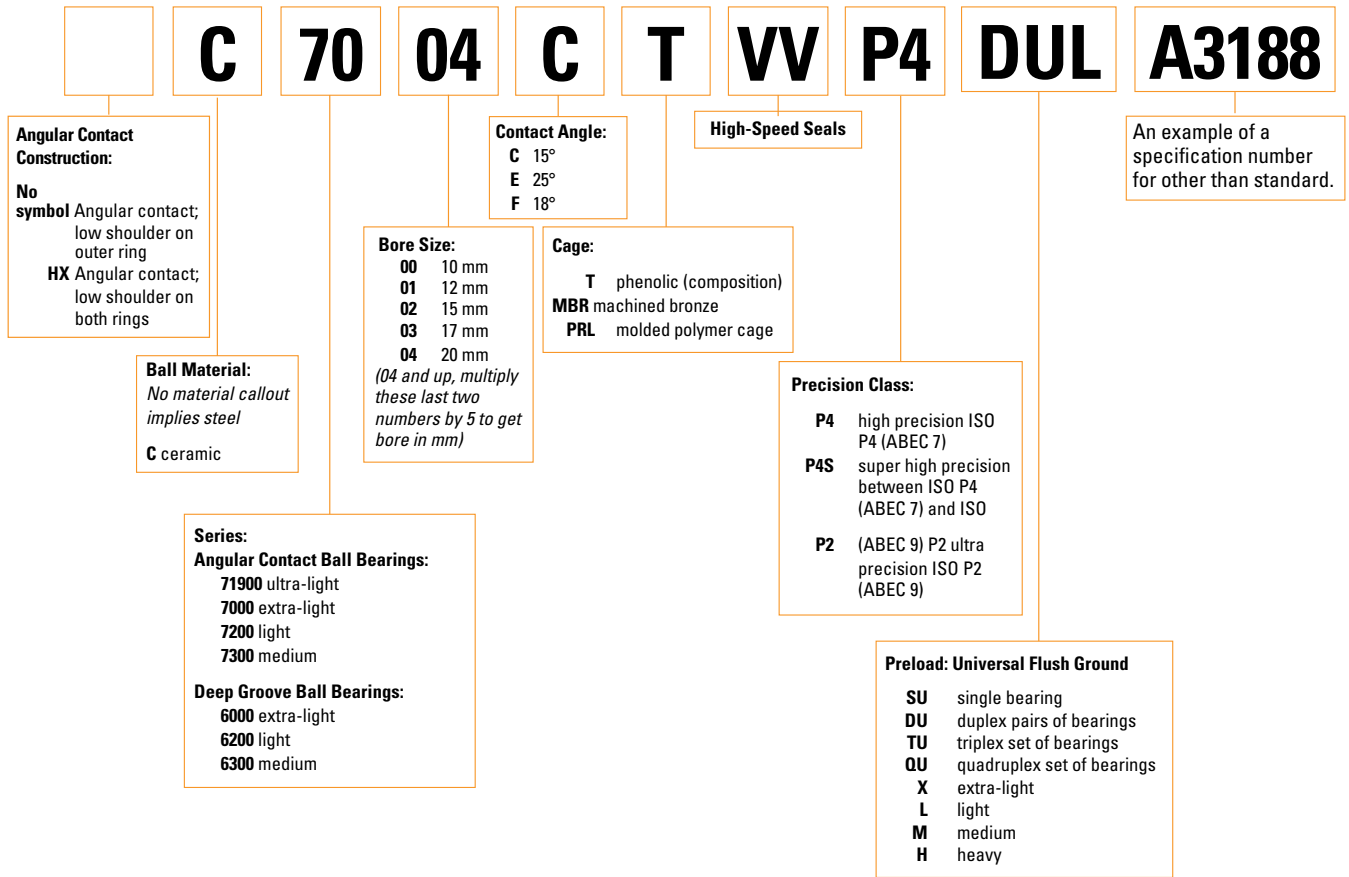 C 70 04 C T VV P4 DUL A3188
Angular Contact
Construction:
No
symbol Angular contact;
low shoulder on
outer ring
HX Angular contact;
low shoulder on
both rings
Ball Material:
No material callout
implies steel
C ceramic
Series:
Angular Contact Ball Bearings:
71900 ultra-light
7000 extra-light
7200 light
7300 medium
Deep Groove Ball Bearings:
6000 extra-light
6200 light
6300 medium
Bore Size:
00 10 mm
01 12 mm
02 15 mm
03 17 mm
04 20 mm
(04 and up, multiply
these last two
numbers by 5 to get
bore in mm)
Contact Angle:
C 15°
E 25°
F 18°
Cage:
T phenolic (composition)
MBR machined bronze
PRL molded polymer cage
High-Speed Seals
Precision Class:
P4 high precision ISO
P4 (ABEC 7)
P4S super high precision
between ISO P4
(ABEC 7) and ISO
P2 (ABEC 9) P2 ultra
precision ISO P2
(ABEC 9)
Preload: Universal Flush Ground
SU single bearing
DU duplex pairs of bearings
TU triplex set of bearings
QU quadruplex set of bearings
X extra-light
L light
M medium
H heavy
An example of a
specification number
for other than standard.